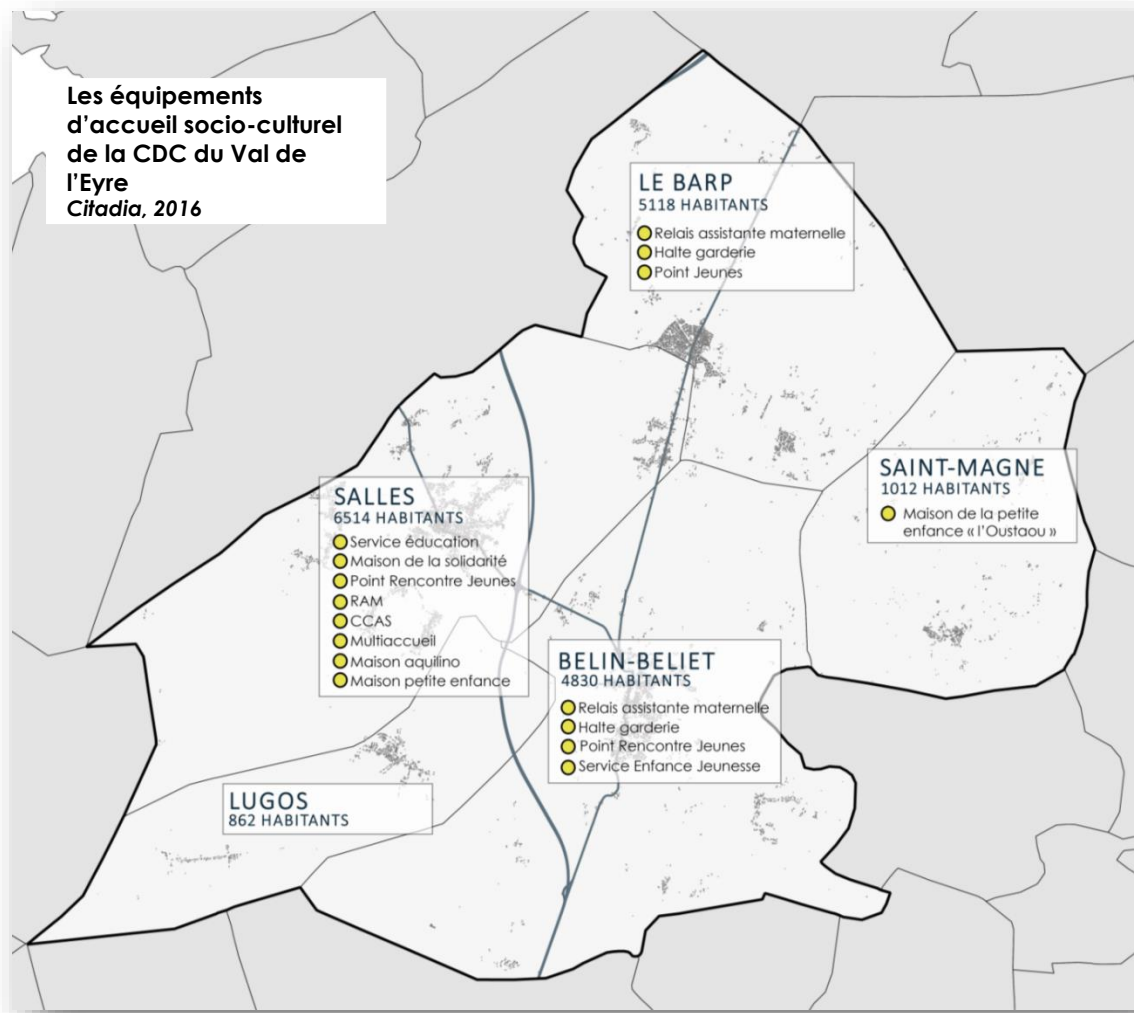 Les équipements
d'accueil socio-culturel
de la CDC du Val de
l'Eyre
Citadia, 2016
LE BARP
5118 HABITANTS
Relais assistante maternelle
Halte garderie
Point Jeunes
SAINT-MAGNE
1012 HABITANTS
Maison de la petite
enfance « l'Oustaou »
SALLES
6514 HABITANTS
Service éducation
Maison de la solidarité
Point Rencontre Jeunes
RAM
CCAS
Multiaccueil
Maison aquilino
Maison petite enfance
BELIN-BELIET
4830 HABITANTS
Relais assistante maternelle
Halte garderie
Point Rencontre Jeunes
Service Enfance Jeunesse
LUGOS
862 HABITANTS